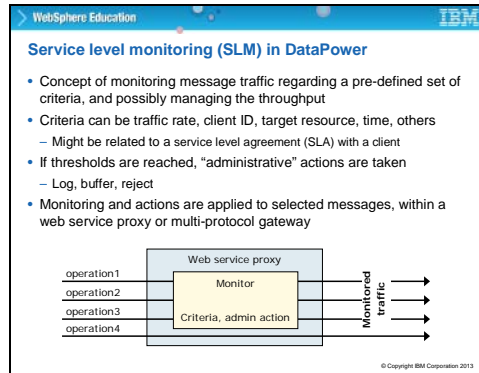 WebSphere Education
IBM
Service level monitoring (SLM) in DataPower
• Concept of monitoring message traffic regarding a pre-defined set of
criteria, and possibly managing the throughput
• Criteria can be traffic rate, client ID, target resource, time, others
– Might be related to a service level agreement (SLA) with a client
• If thresholds are reached, “administrative” actions are taken
– Log, buffer, reject
• Monitoring and actions are applied to selected messages, within a
web service proxy or multi-protocol gateway
Web service proxy
operation1
Monitor
operation2
operation3
Criteria, admin action
operation4
Monitored
traffic
© Copyright IBM Corporation 2013